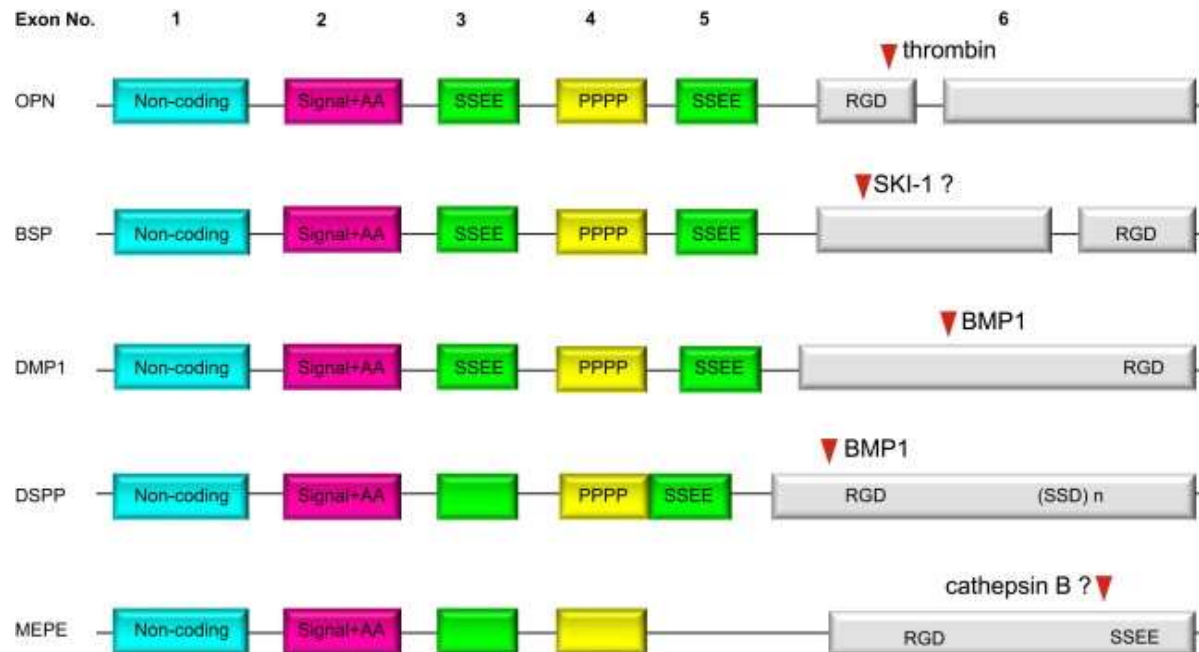 Exon No. 1 2 3 4 5 6
thrombin
OPN Non-coding Signal+AA SSEE PPPP SSEE RGD
SKI-1 ?
BSP Non-coding Signal+AA SSEE PPPP SSEE RGD
BMP1
DMP1 Non-coding Signal+AA SSEE PPPP SSEE RGD
BMP1
DSPP Non-coding Signal+AA PPPP SSEE RGD (SSD) n
cathepsin B ?
MEPE Non-coding Signal+AA RGD SSEE